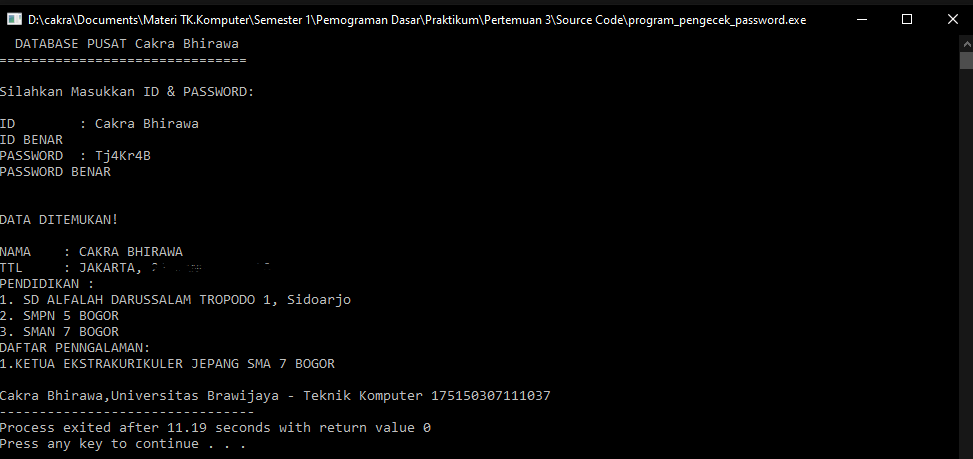 D:\cakra\Documents\Materi TK.Komputer\Semester 1\Pemograman Dasar\Praktikum\Pertemuan 3\Source Code\program_pengecek_password.exe
DATABASE PUSAT Cakra Bhirawa
===============================
Silahkan Masukkan ID & PASSWORD:
ID : Cakra Bhirawa
ID BENAR
PASSWORD : Tj4Kr4B
PASSWORD BENAR
DATA DITEMUKAN!
NAMA : CAKRA BHIRAWA
TTL : JAKARTA,
PENDIDIKAN :
1. SD ALFALAH DARUSSALAM TROPODO 1, Sidoarjo
2. SMPN 5 BOGOR
3. SMAN 7 BOGOR
DAFTAR PENNGALAMAN:
1.KETUA EKSTRAKURIKULER JEPANG SMA 7 BOGOR
Cakra Bhirawa,Universitas Brawijaya - Teknik Komputer 175150307111037
--------------------------------
Process exited after 11.19 seconds with return value 0
Press any key to continue . . .